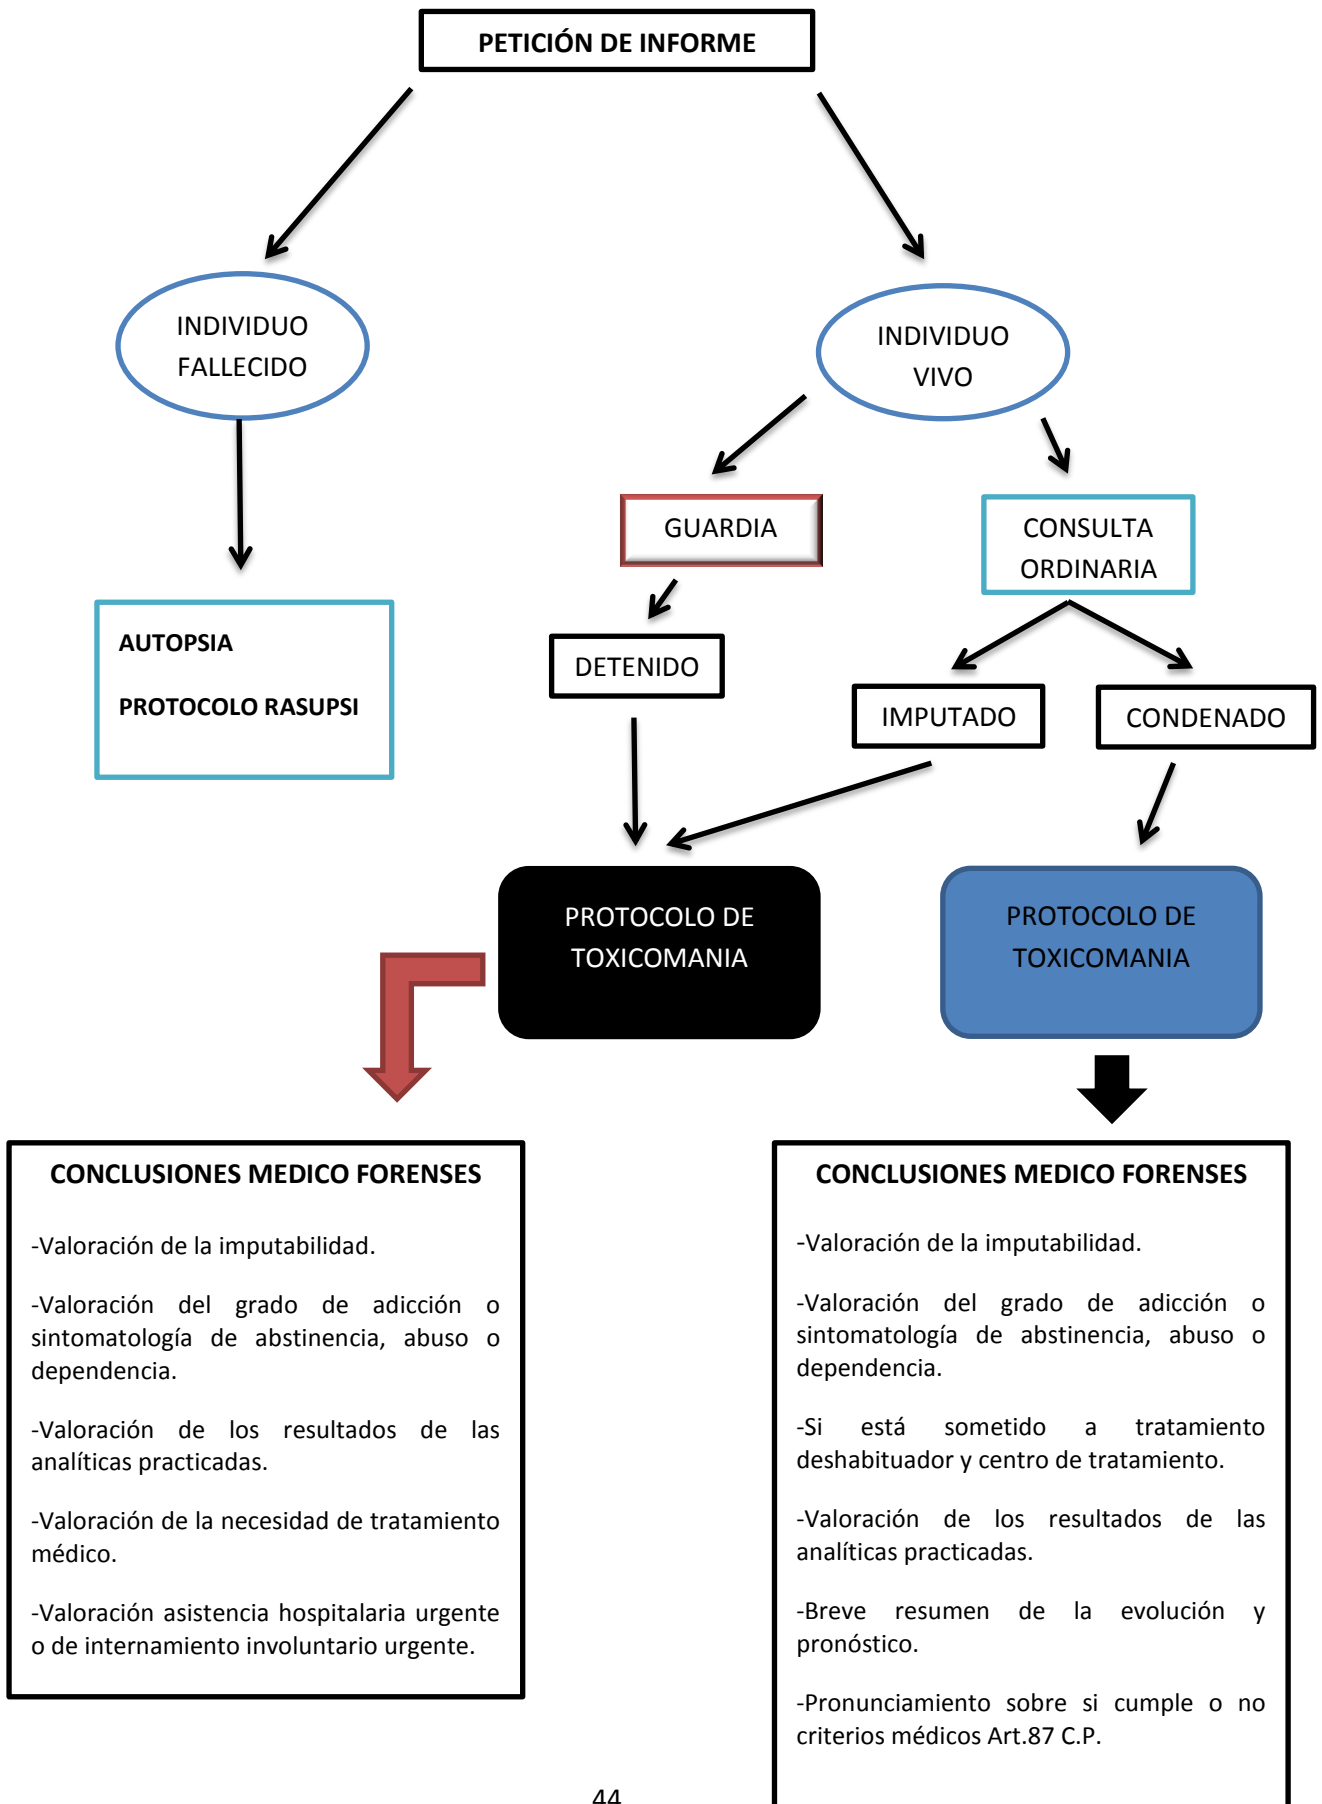 PETICIÓN DE INFORME
INDIVIDUO
FALLECIDO
INDIVIDUO
VIVO
GUARDIA
CONSULTA
ORDINARIA
AUTOPSIA
PROTOCOLO RASUPSI
DETENIDO
IMPUTADO
CONDENADO
PROTOCOLO DE
TOXICOMANIA
PROTOCOLO DE
TOXICOMANIA
CONCLUSIONES MEDICO FORENSES
-Valoración de la imputabilidad.
-Valoración del grado de adicción o
sintomatología de abstinencia, abuso o
dependencia.
-Valoración de los resultados de las
analíticas practicadas.
-Valoración de la necesidad de tratamiento
médico.
-Valoración asistencia hospitalaria urgente
o de internamiento involuntario urgente.
CONCLUSIONES MEDICO FORENSES
-Valoración de la imputabilidad.
-Valoración del grado de adicción o
sintomatología de abstinencia, abuso o
dependencia.
-Si está sometido a tratamiento
deshabituador y centro de tratamiento.
-Valoración de los resultados de las
analíticas practicadas.
-Breve resumen de la evolución y
pronóstico.
-Pronunciamiento sobre si cumple o no
criterios médicos Art.87 C.P.
44